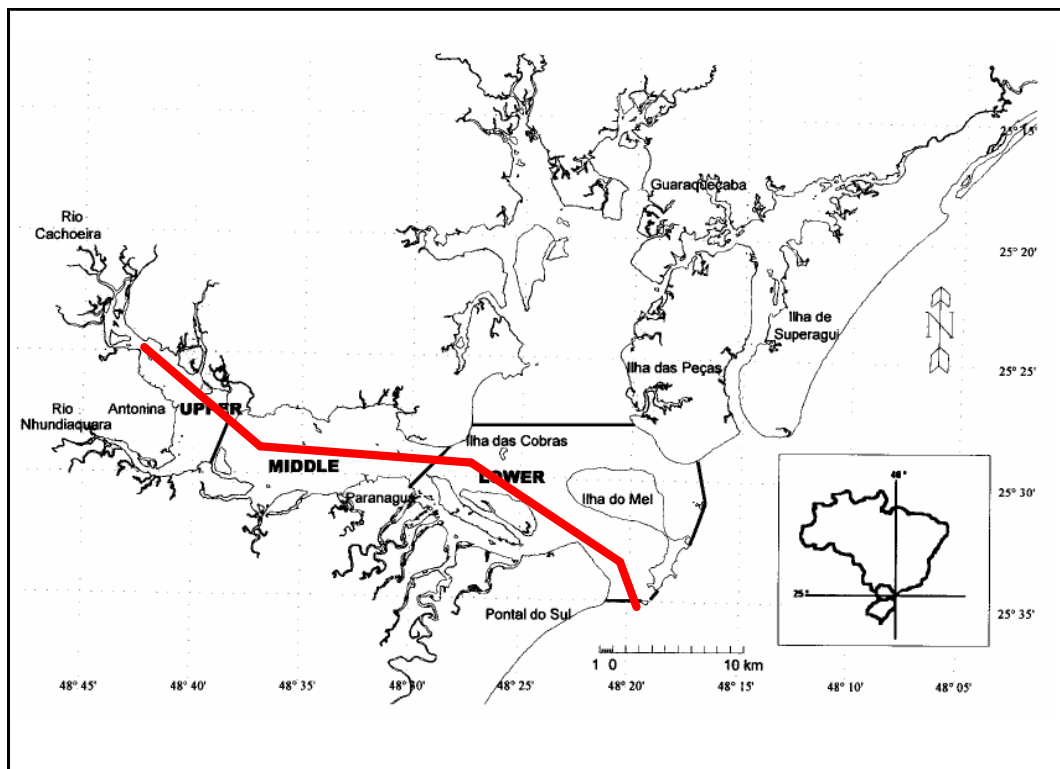 25° 15'
Guaraqueçaba
Rio
Cachoeira
25° 20'
Ilha de
Superagui
N
Ilha das Peças
25° 25'
Rio
Nhundiaquara
Antonina
UPPER
Ilha das Cobras
MIDDLE
LOWER
Paranaguá
Ilha do Mel
25° 30'
48°
25°
Pontal do Sul
25° 35'
1 0 10 km
48° 45' 48° 40' 48° 35' 48° 30' 48° 25' 48° 20' 48° 15' 48° 10' 48° 05'